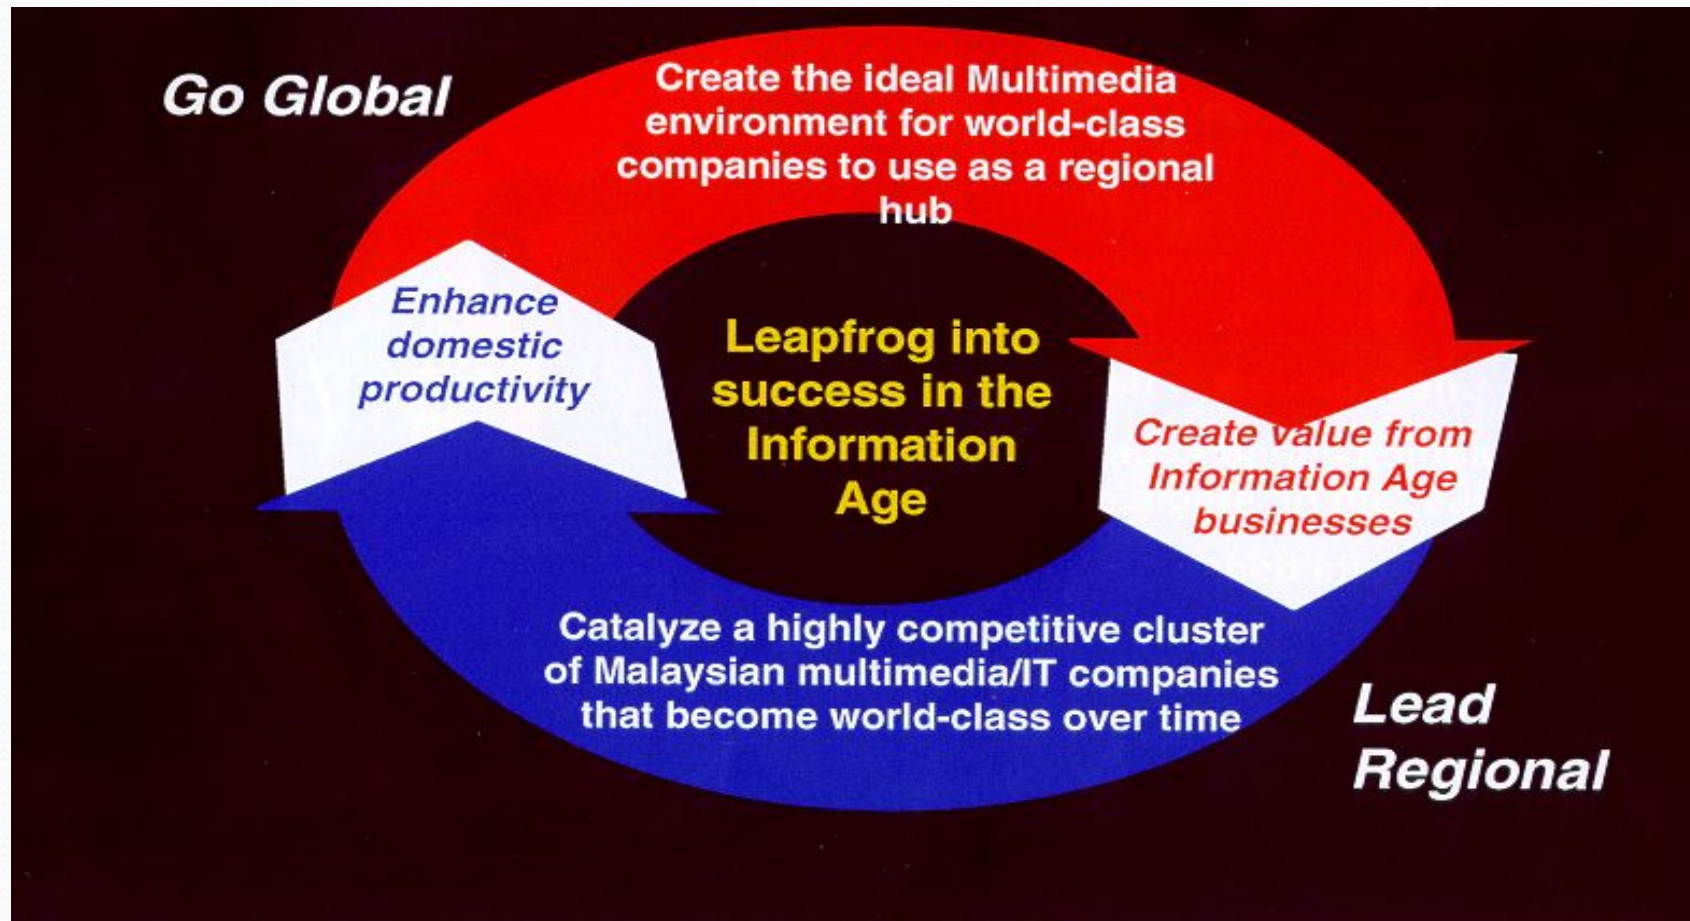 Go Global
Create the ideal Multimedia
environment for world-class
companies to use as a regional
hub
Enhance
domestic
productivity
Leapfrog into
success in the
Information
Age
Create value from
Information Age
businesses
Catalyze a highly competitive cluster
of Malaysian multimedia/IT companies
that become world-class over time
Lead
Regional